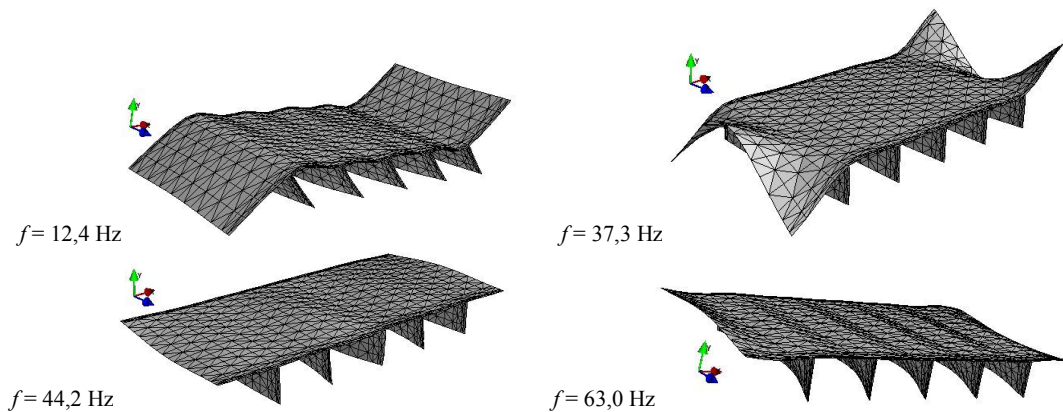 f = 12,4 Hz
f = 37,3 Hz
f = 44,2 Hz
f = 63,0 Hz